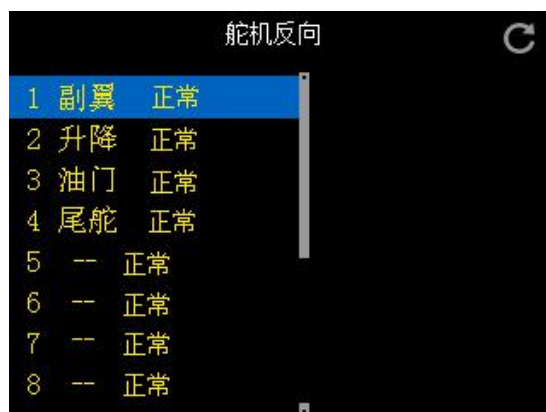 舵机反向
1 副翼 正常
2 升降 正常
3 油门 正常
4 尾舵 正常
5 -- 正常
6 -- 正常
7 -- 正常
8 -- 正常